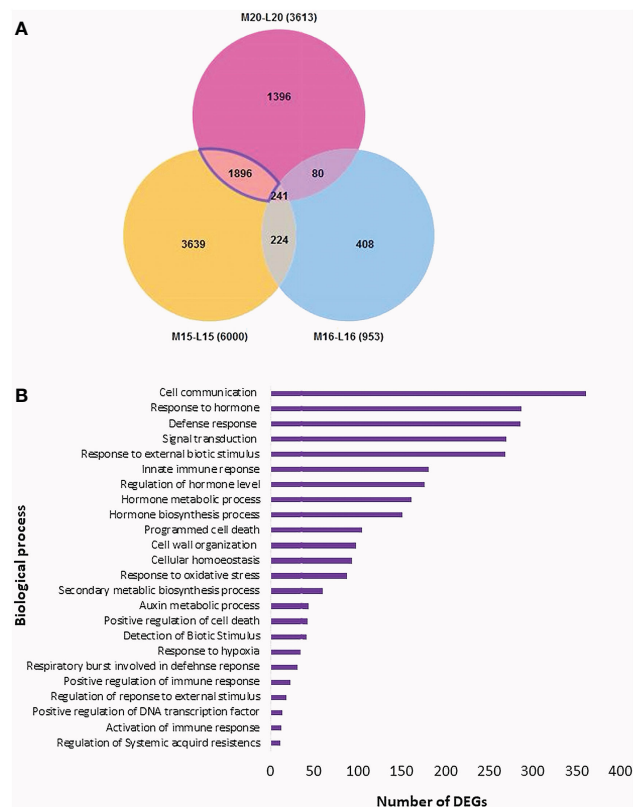 A
M20-L20 (3613)
1396
1896
80
241
3639
224
408
M15-L15 (6000)
M16-L16 (953)
B
Biological process
Cell communication
Response to hormone
Defense response
Signal transduction
Response to external biotic stimulus
Innate immune reponse
Regulation of hormone level
Hormone metabolic process
Hormone biosynthesis process
Programmed cell death
Cell wall organization
Cellular homoeostasis
Response to oxidative stress
Secondary metablic biosynthesis process
Auxin metabolic process
Positive regulation of cell death
Detection of Biotic Stimulus
Response to hypoxia
Respiratory burst involved in defehnse reponse
Positive regulation of immune response
Regulation of reponse to external stimulus
Positive regulation of DNA transcription factor
Activation of immune response
Regulation of Systemic acquird resistencs
0 50 100 150 200 250 300 350 400
Number of DEGs